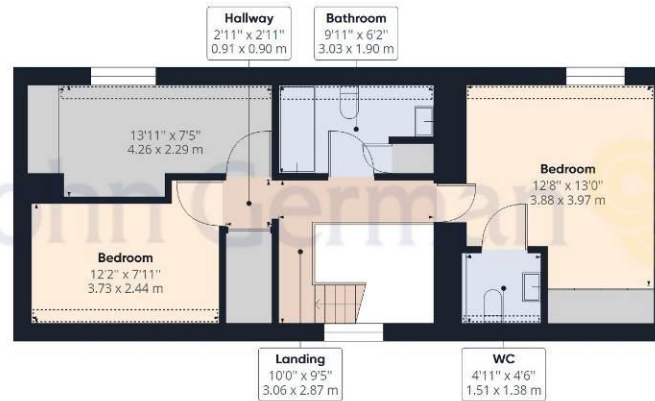 Hallway
2'11" x 2'11"
0.91 x 0.90 m
Bathroom
9'11" x 6'2"
3.03 x 1.90 m
13'11" x 7'5"
4.26 x 2.29 m
Bedroom
12'8" x 13'0"
3.88 x 3.97 m
John German
Bedroom
12'2" x 7'11"
3.73 x 2.44 m
Landing
10'0" x 9'5"
3.06 x 2.87 m
WC
4'11" x 4'6"
1.51 x 1.38 m